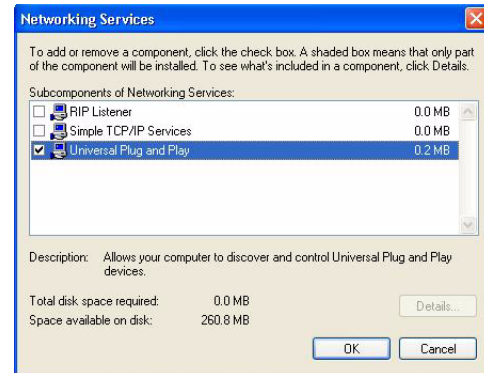 Networking Services
To add or remove a component, click the check box. A shaded box means that only part
of the component will be installed. To see what's included in a component, click Details.
Subcomponents of Networking Services:
RIP Listener 0.0 MB
Simple TCP/IP Services 0.0 MB
Universal Plug and Play 0.2 MB
Description: Allows your computer to discover and control Universal Plug and Play
devices.
Total disk space required: 0.0 MB
Details...
Space available on disk: 260.8 MB
OK Cancel